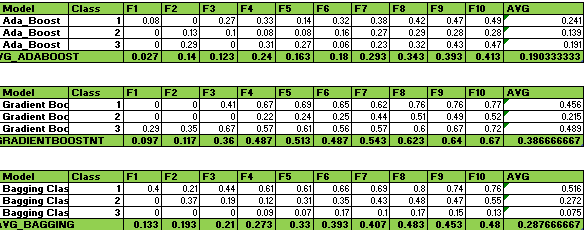 Model Class F1 F2 F3 F4 F5 F6 F7 F8 F9 F10 AVG
Ada_Boost 1 0.08 0 0.27 0.33 0.14 0.32 0.38 0.42 0.47 0.49 0.241
Ada_Boost 2 0 0.13 0.1 0.08 0.08 0.16 0.27 0.29 0.28 0.28 0.139
Ada_Boost 3 0 0.29 0 0.31 0.27 0.06 0.23 0.32 0.43 0.47 0.191
VG_ADABOOST 0.027 0.14 0.123 0.24 0.163 0.18 0.293 0.343 0.393 0.413 0.190333333
Model Class F1 F2 F3 F4 F5 F6 F7 F8 F9 F10 AVG
Gradient Boo 1 0 0 0.41 0.67 0.69 0.65 0.62 0.76 0.76 0.77 0.456
Gradient Boo 2 0 0 0 0.22 0.24 0.25 0.44 0.51 0.49 0.52 0.215
Gradient Boo 3 0.29 0.35 0.67 0.57 0.61 0.56 0.57 0.6 0.67 0.72 0.489
GRADIENTBOOSTNT 0.097 0.117 0.36 0.487 0.513 0.487 0.543 0.623 0.64 0.67 0.386666667
Model Class F1 F2 F3 F4 F5 F6 F7 F8 F9 F10 AVG
Bagging Clas 1 0.4 0.21 0.44 0.61 0.61 0.66 0.69 0.8 0.74 0.76 0.516
Bagging Clas 2 0 0.37 0.19 0.12 0.31 0.35 0.43 0.48 0.47 0.55 0.272
Bagging Clas 3 0 0 0 0.09 0.07 0.17 0.1 0.17 0.15 0.13 0.075
AVG_BAGGING 0.133 0.193 0.21 0.273 0.33 0.393 0.407 0.483 0.453 0.48 0.287666667